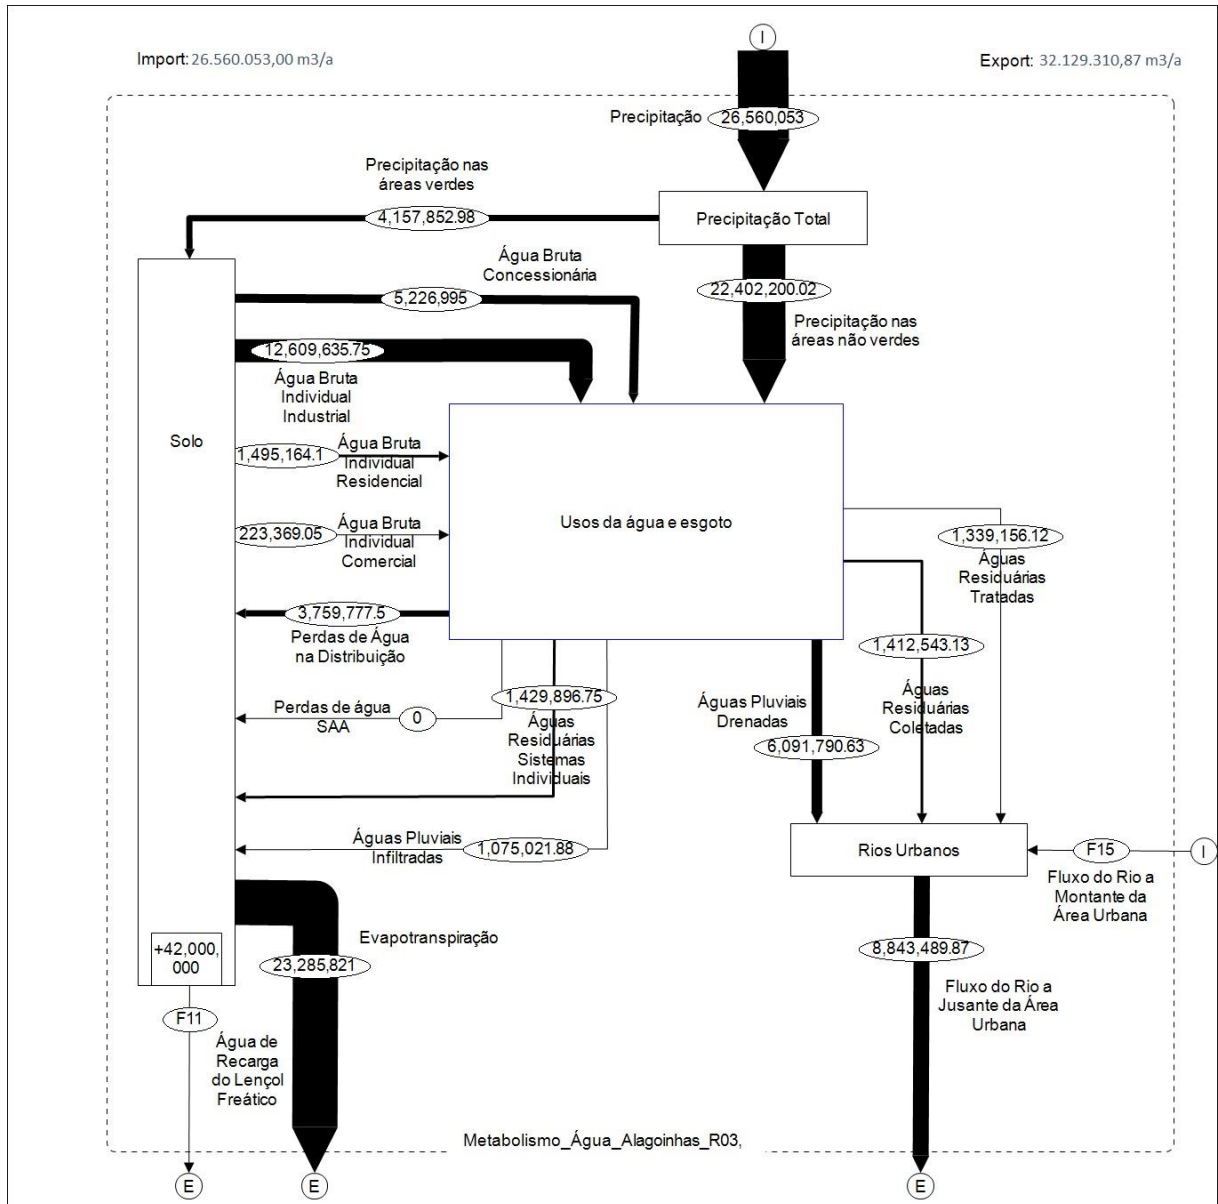 I
Import: 26.560.053,00 m3/a
Export: 32.129.310,87 m3/a
Precipitação
26,560,053
Precipitação nas
áreas verdes
4,157,852.98
Precipitação Total
Água Bruta
Concessionária
5,226,995
22,402,200.02
Precipitação nas
áreas não verdes
12,609,635.75
Água Bruta
Individual
Industrial
Solo
1,495,164.1
Água Bruta
Individual
Residencial
Usos da água e esgoto
223,369.05
Água Bruta
Individual
Comercial
1,339,156.12
Águas
Residuárias
Tratadas
3,759,777.5
Perdas de Água
na Distribuição
1,412,543.13
Águas
Residuárias
Coletadas
Perdas de água
SAA
0
1,429,896.75
Águas
Residuárias
Sistemas
Individuais
Águas Pluviais
Drenadas
6,091,790.63
Águas Pluviais
Infiltradas
1,075,021.88
Rios Urbanos
F15
I
Fluxo do Rio a
Montante da
Área Urbana
+42,000,
000
Evapotranspiração
23,285,821
8,843,489.87
Fluxo do Rio a
Jusante da Área
Urbana
F11
Água de
Recarga
do Lençol
Freático
Metabolismo_Água_Alagoinhas_R03,
E
E
E